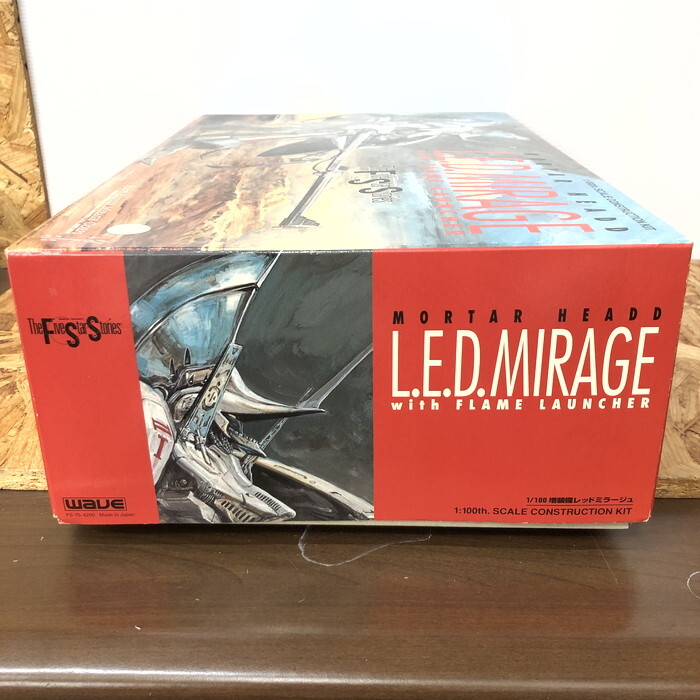 The Five Star Stories
L.E.D. MIRAGE
MORTAR HEADD
L.E.D. MIRAGE
with FLAME LAUNCHER
wave
Made in Japan
1/100 増装備レッドミラージュ
1:100th. SCALE CONSTRUCTION KIT